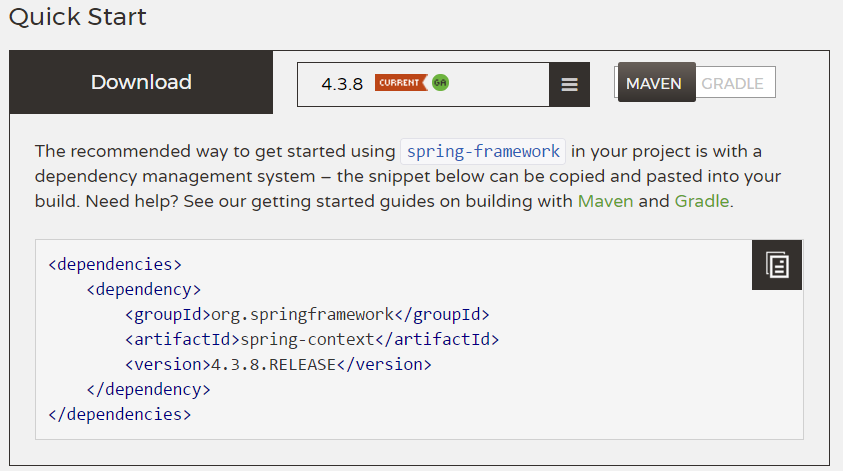 Quick Start
Download
4.3.8 CURRENT GA
MAVEN GRADLE
The recommended way to get started using spring-framework in your project is with a
dependency management system – the snippet below can be copied and pasted into your
build. Need help? See our getting started guides on building with Maven and Gradle.
<dependencies>
    <dependency>
        <groupId>org.springframework</groupId>
        <artifactId>spring-context</artifactId>
        <version>4.3.8.RELEASE</version>
    </dependency>
</dependencies>